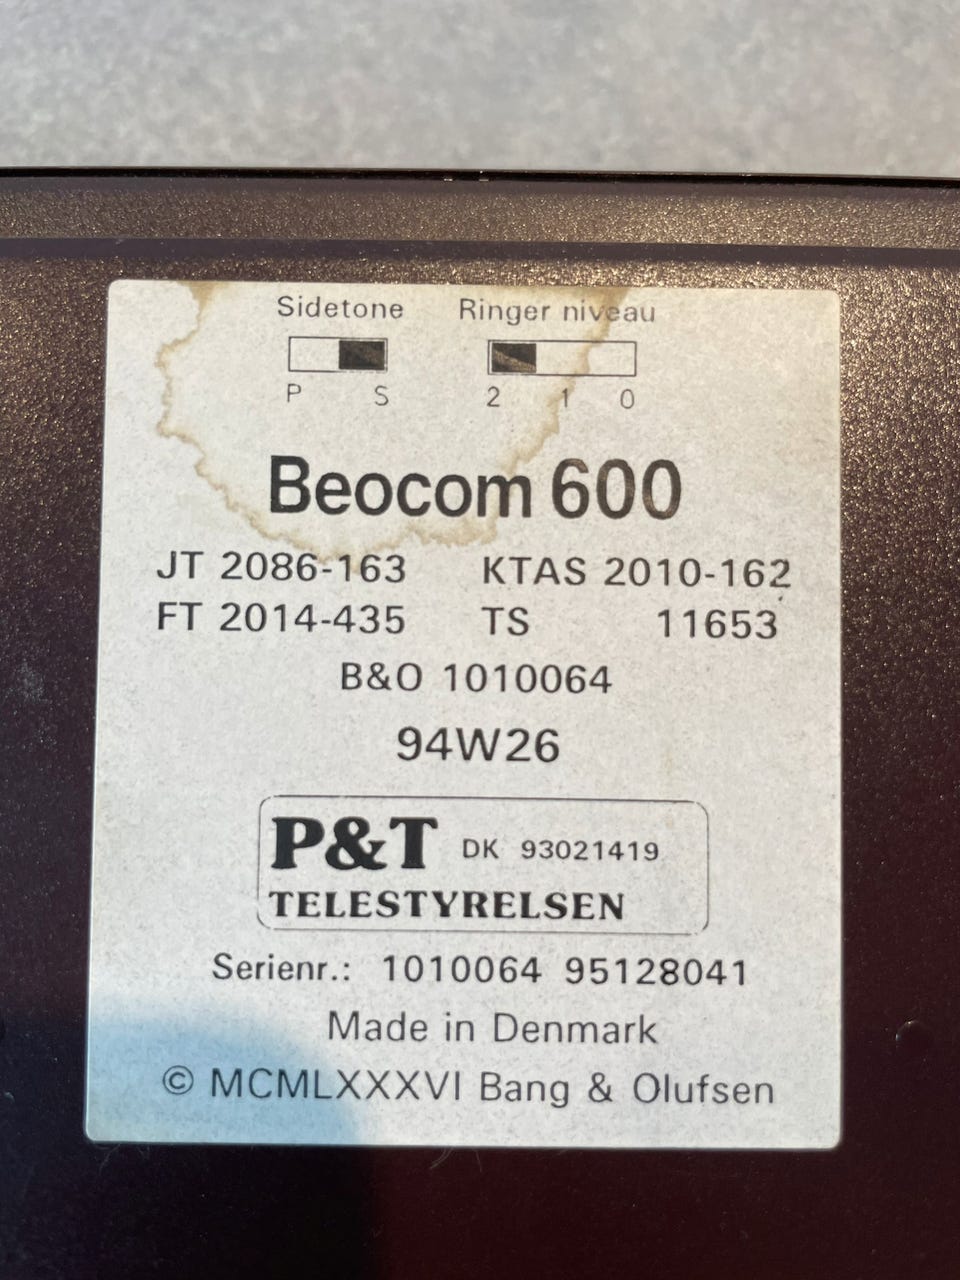 Sidetone Ringer niveau
P S 2 1 0
Beocom 600
JT 2086-163 KTAS 2010-162
FT 2014-435 TS 11653
B&O 1010064
94W26
P&T DK 93021419
TELESTYRELSEN
Serienr.: 1010064 95128041
Made in Denmark
© MCMLXXXVI Bang & Olufsen